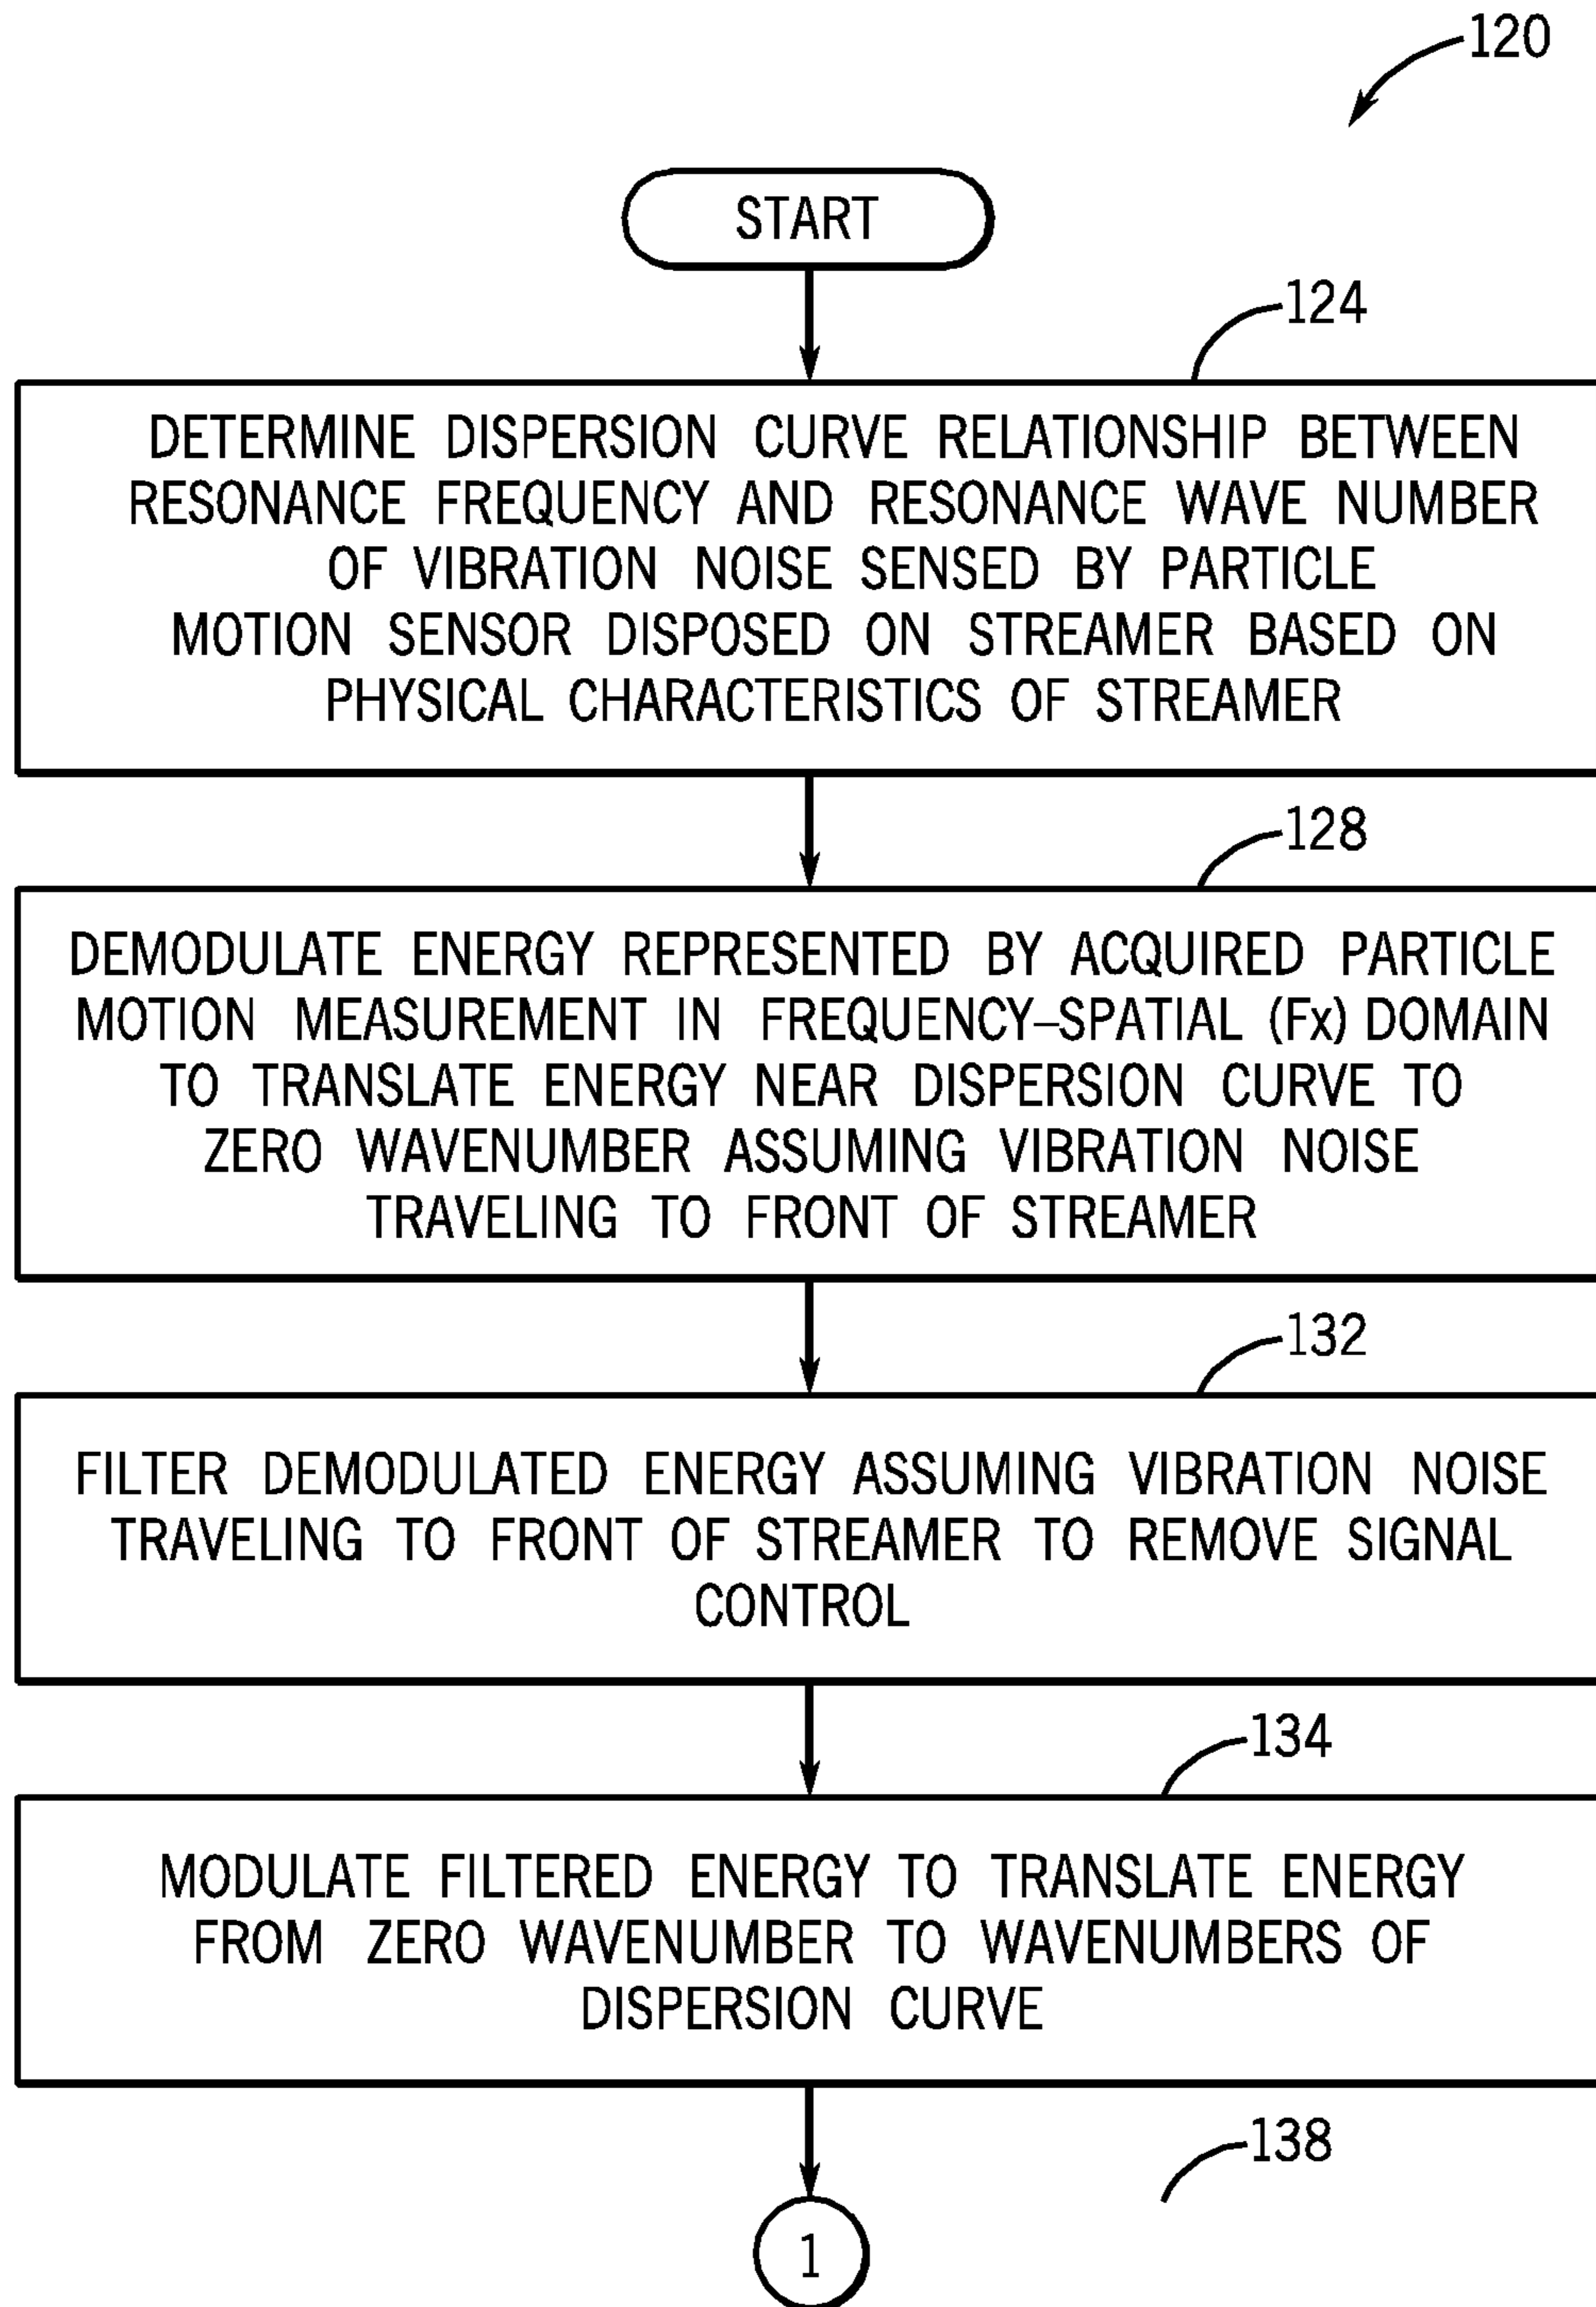 120
START
124
DETERMINE DISPERSION CURVE RELATIONSHIP BETWEEN
RESONANCE FREQUENCY AND RESONANCE WAVE NUMBER
OF VIBRATION NOISE SENSED BY PARTICLE
MOTION SENSOR DISPOSED ON STREAMER BASED ON
PHYSICAL CHARACTERISTICS OF STREAMER
128
DEMODULATE ENERGY REPRESENTED BY ACQUIRED PARTICLE
MOTION MEASUREMENT IN FREQUENCY–SPATIAL (Fx) DOMAIN
TO TRANSLATE ENERGY NEAR DISPERSION CURVE TO
ZERO WAVENUMBER ASSUMING VIBRATION NOISE
TRAVELING TO FRONT OF STREAMER
132
FILTER DEMODULATED ENERGY ASSUMING VIBRATION NOISE
TRAVELING TO FRONT OF STREAMER TO REMOVE SIGNAL
CONTROL
134
MODULATE FILTERED ENERGY TO TRANSLATE ENERGY
FROM ZERO WAVENUMBER TO WAVENUMBERS OF
DISPERSION CURVE
138
1